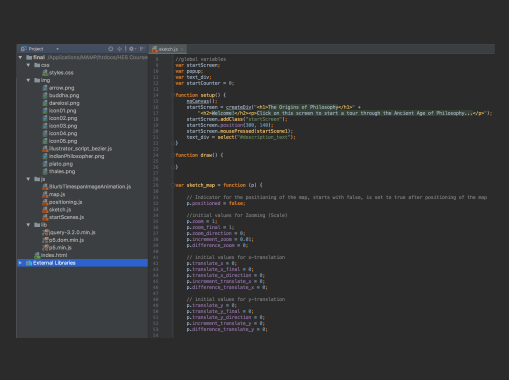 Project
sketch.js
final /Applications/MAMP/htdocs/HES Course
css
styles.css
img
arrow.png
buddha.png
daralosi.png
icon01.png
icon02.png
icon03.png
icon04.png
icon05.png
illustrator_script_bezier.js
IndianPhilosopher.png
plato.png
thales.png
js
BlurbTimespanImageAnimation.js
map.js
positioning.js
sketch.js
startScenes.js
lib
jquery-3.2.0.min.js
p5.dom.min.js
p5.min.js
index.html
External Libraries
//global variables
var startScreen;
var popup;
var text_div;
var startCounter = 0;
function setup() {
noCanvas();
startScreen = createDiv("<h1>The Origins of Philosophy</h1>" +
"<h2>Welcome!</h2><p>Click on this screen to start a tour through the Ancient Age of Philosophy...</p>");
startScreen.addClass("startScreen");
startScreen.position(300, 140);
startScreen.mousePressed(startScene1);
text_div = select("#description_text");
}
function draw() {
}
var sketch_map = function (p) {
// Indicator for the positioning of the map, starts with false, is set to true after positioning of the map
p.positioned = false;
//initial values for Zooming (Scale)
p.zoom = 1;
p.zoom_final = 1;
p.zoom_direction = 0;
p.increment_zoom = 0.01;
p.difference_zoom = 0;
// initial values for x-translation
p.translate_x = 0;
p.translate_x_final = 0;
p.translate_x_direction = 0;
p.increment_translate_x = 0;
p.difference_translate_x = 0;
// initial values for y-translation
p.translate_y = 0;
p.translate_y_final = 0;
p.translate_y_direction = 0;
p.increment_translate_y = 0;
p.difference_translate_y = 0;